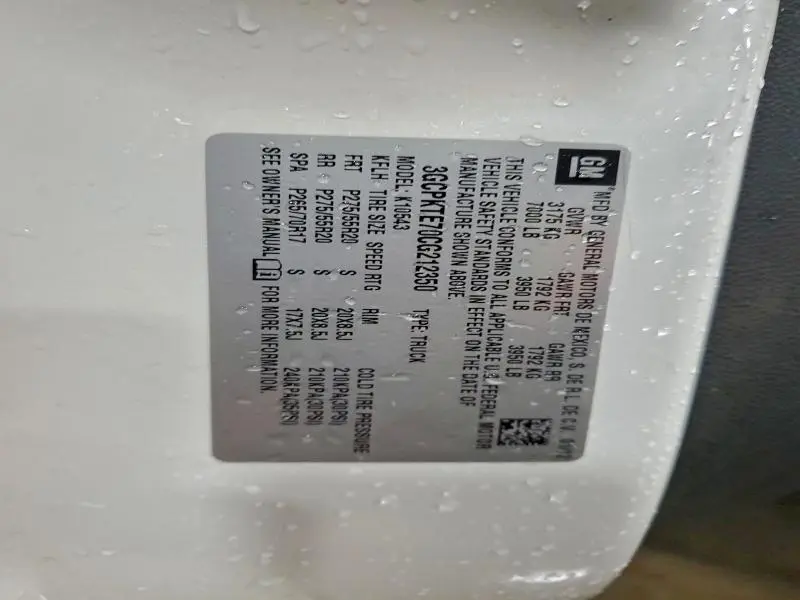 GM
MFD BY GENERAL MOTORS DE MEXICO, S. DE R.L. DE C.V.
GVWR GAWR FRT GAWR RR
3175 KG 1792 KG 1792 KG
7000 LB 3950 LB 3950 LB
THIS VEHICLE CONFORMS TO ALL APPLICABLE U.S. FEDERAL MOTOR
VEHICLE SAFETY STANDARDS IN EFFECT ON THE DATE OF
MANUFACTURE SHOWN ABOVE.
3GCPKTE70CG212350
MODEL: K10543 TYPE: TRUCK
KFLH TIRE SIZE SPEED RTG RIM COLD TIRE PRESSURE
FRT P275/55R20 S 20X8.5J 210KPA(30PSI)
RR P275/55R20 S 20X8.5J 210KPA(30PSI)
SPA P265/70R17 S 17X7.5J 240KPA(35PSI)
SEE OWNER'S MANUAL FOR MORE INFORMATION.